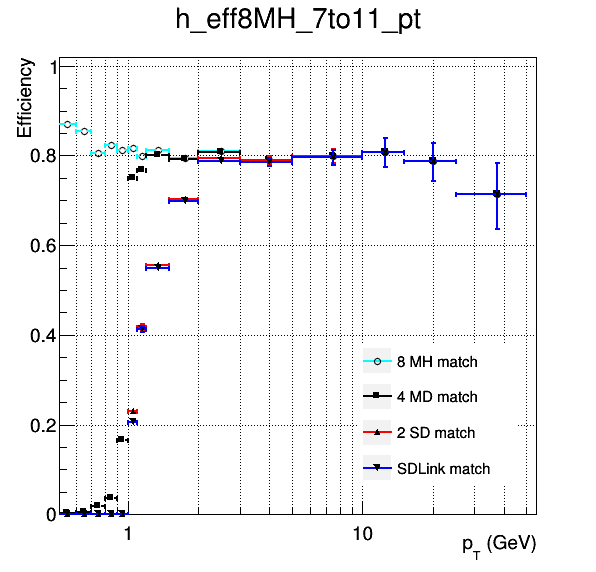 h_eff8MH_7to11_pt
Efficiency
1
0.8
0.6
0.4
0.2
0
8 MH match
4 MD match
2 SD match
SDLink match
1
10
p_T (GeV)